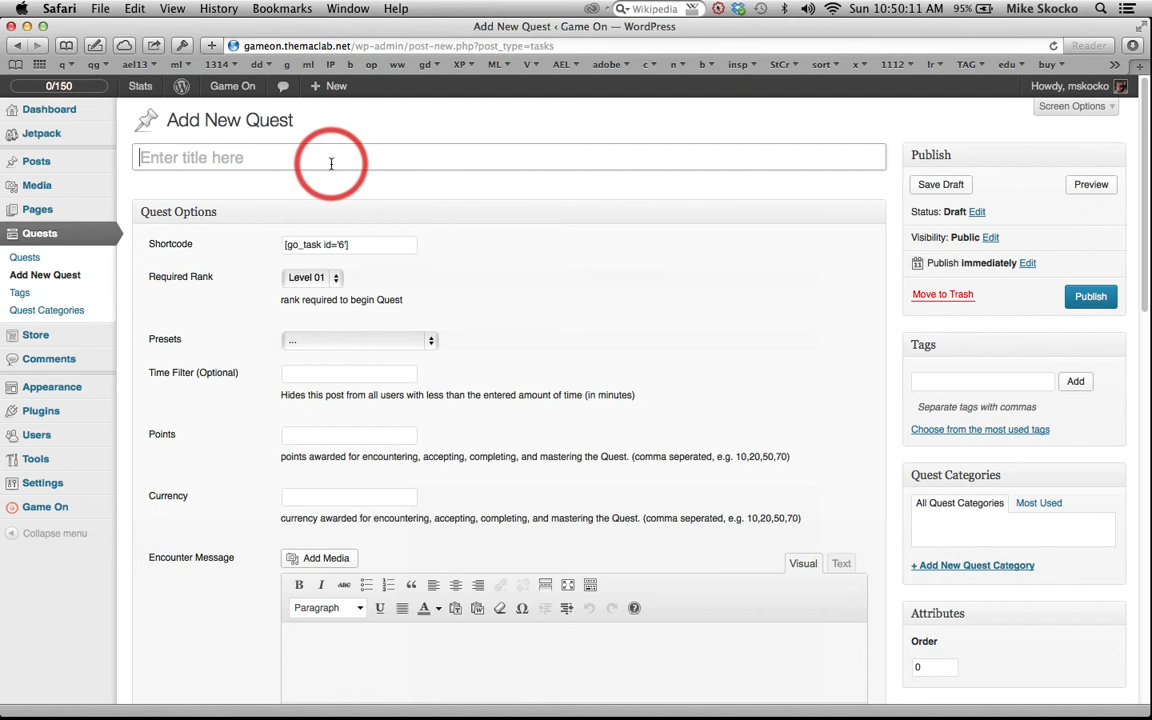 Safari File Edit View History Bookmarks Window Help Wikipedia Sun 10:50:11 AM 95% Mike Skocko
Add New Quest ‹ Game On — WordPress
gameon.themaclab.net/wp-admin/post-new.php?post_type=tasks Reader
q qq ael13 ml 1314 dd g ml IP b op ww gd XP ML V AEL adobe c n b insp StCr sort x 1112 lr TAG edu buy
0/150 Stats Game On + New Howdy, mskocko
Screen Options
Dashboard
Jetpack
Posts
Media
Pages
Quests
Quests
Add New Quest
Tags
Quest Categories
Store
Comments
Appearance
Plugins
Users
Tools
Settings
Game On
Collapse menu
Add New Quest
Enter title here
Quest Options
Shortcode [go_task id='6']
Required Rank Level 01
rank required to begin Quest
Presets ...
Time Filter (Optional)
Hides this post from all users with less than the entered amount of time (in minutes)
Points
points awarded for encountering, accepting, completing, and mastering the Quest. (comma seperated, e.g. 10,20,50,70)
Currency
currency awarded for encountering, accepting, completing, and mastering the Quest. (comma seperated, e.g. 10,20,50,70)
Encounter Message Add Media Visual Text
B I ABC
Paragraph U A
Publish
Save Draft Preview
Status: Draft Edit
Visibility: Public Edit
Publish immediately Edit
Move to Trash Publish
Tags
Add
Separate tags with commas
Choose from the most used tags
Quest Categories
All Quest Categories Most Used
+ Add New Quest Category
Attributes
Order
0